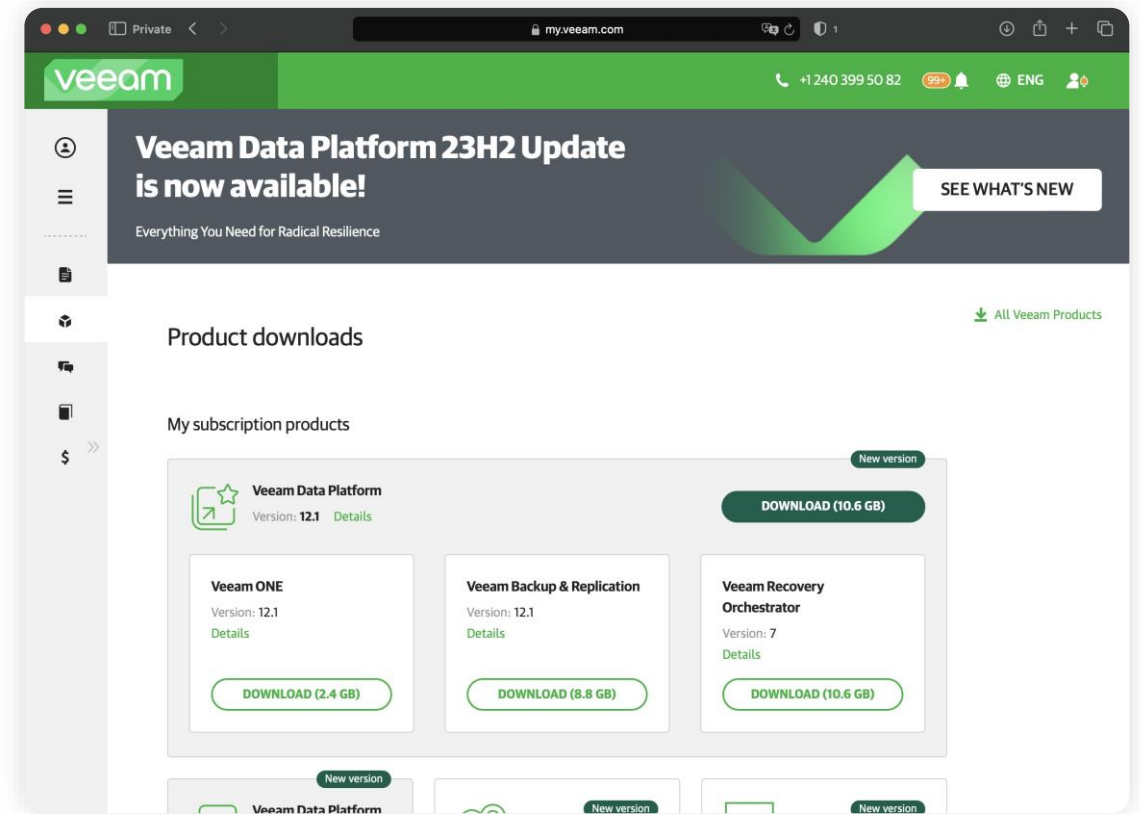 Private
my.veeam.com
1
veeam
+1 240 399 50 82
99+
ENG
Veeam Data Platform 23H2 Update
is now available!
SEE WHAT'S NEW
Everything You Need for Radical Resilience
All Veeam Products
Product downloads
My subscription products
New version
Veeam Data Platform
Version: 12.1 Details
DOWNLOAD (10.6 GB)
Veeam ONE
Version: 12.1
Details
DOWNLOAD (2.4 GB)
Veeam Backup & Replication
Version: 12.1
Details
DOWNLOAD (8.8 GB)
Veeam Recovery
Orchestrator
Version: 7
Details
DOWNLOAD (10.6 GB)
New version
Veeam Data Platform
New version
New version